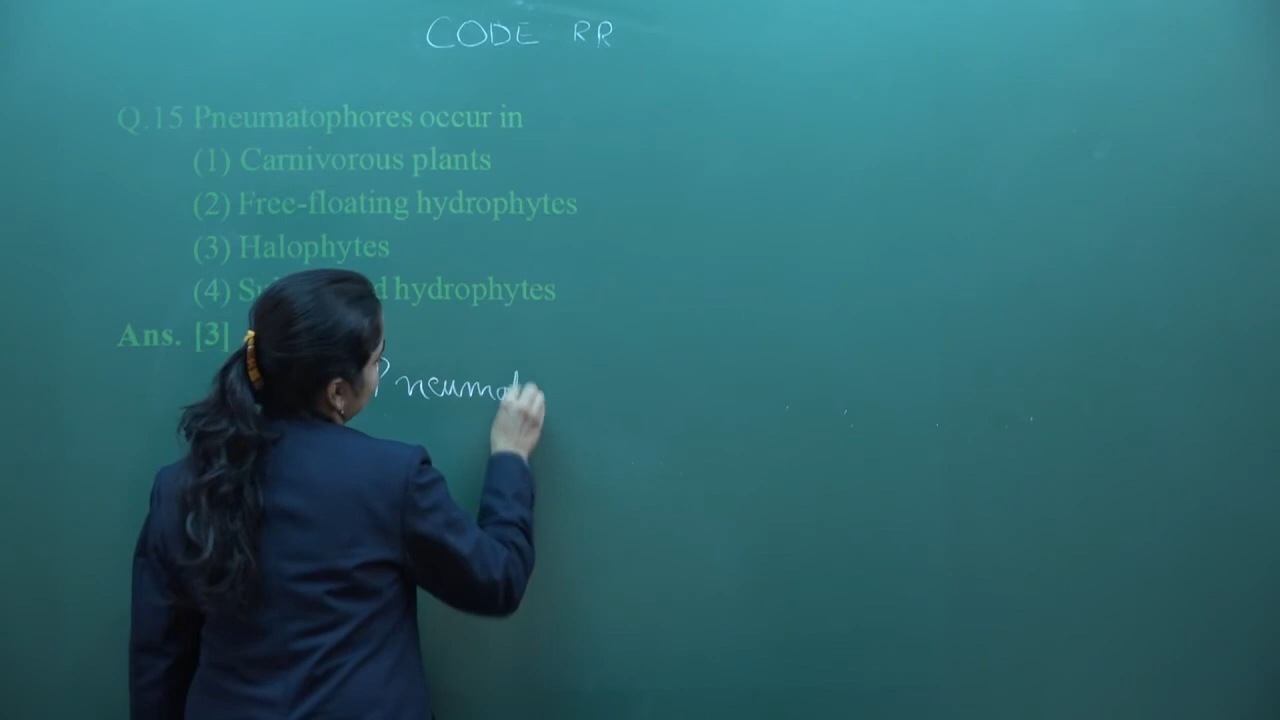 CODE RR
Q.15 Pneumatophores occur in
(1) Carnivorous plants
(2) Free-floating hydrophytes
(3) Halophytes
(4) hydrophytes
Ans. [3]
Pneuma